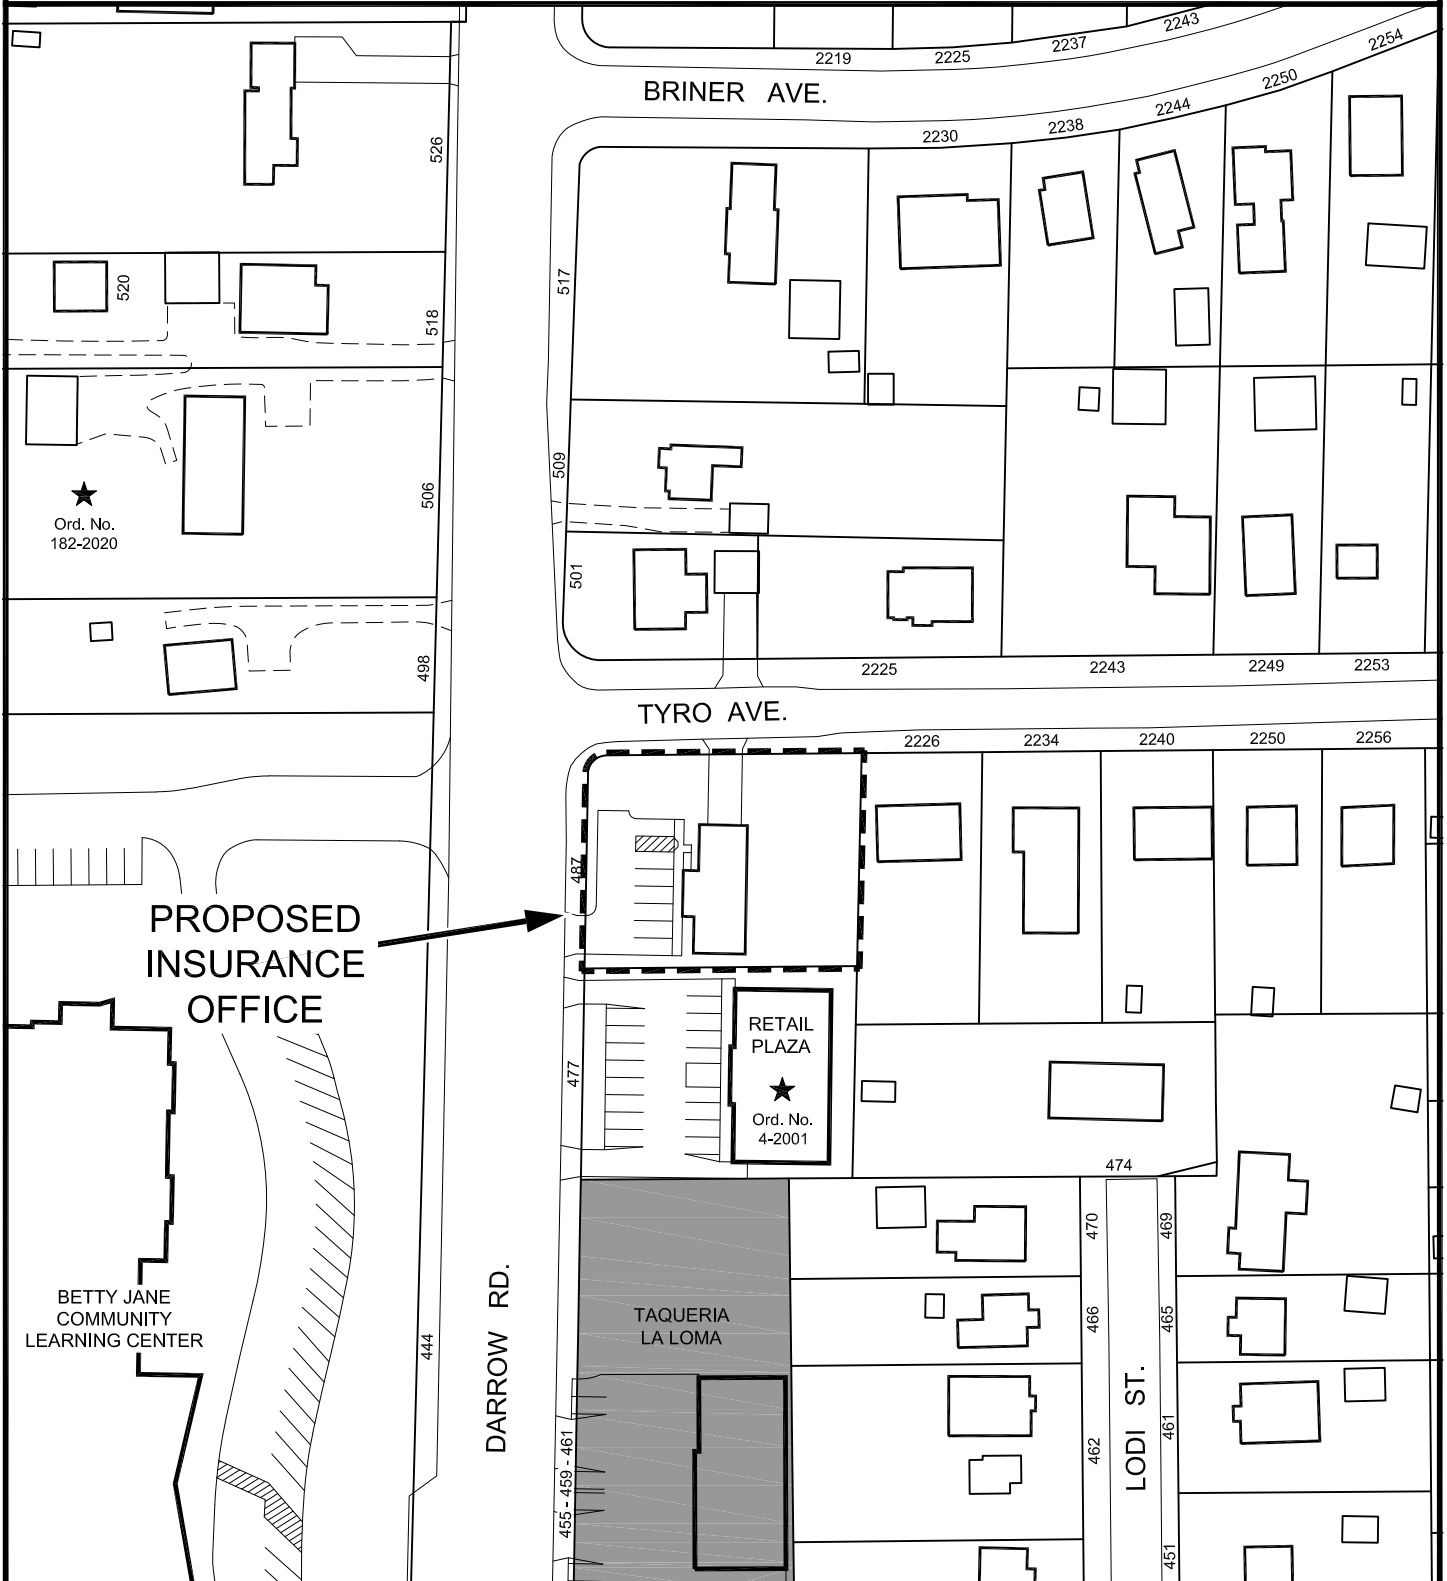 2219
2225
2237
2243
2254
BRINER AVE.
2250
2244
2238
2230
526
517
520
518
509
506
Ord. No.
182-2020
501
498
2225
2243
2249
2253
TYRO AVE.
2226
2234
2240
2250
2256
487
PROPOSED
INSURANCE
OFFICE
RETAIL
PLAZA
Ord. No.
4-2001
477
474
470
469
BETTY JANE
COMMUNITY
LEARNING CENTER
444
DARROW RD.
TAQUERIA
LA LOMA
466
465
462
461
LODI ST.
455 - 459 - 461
451